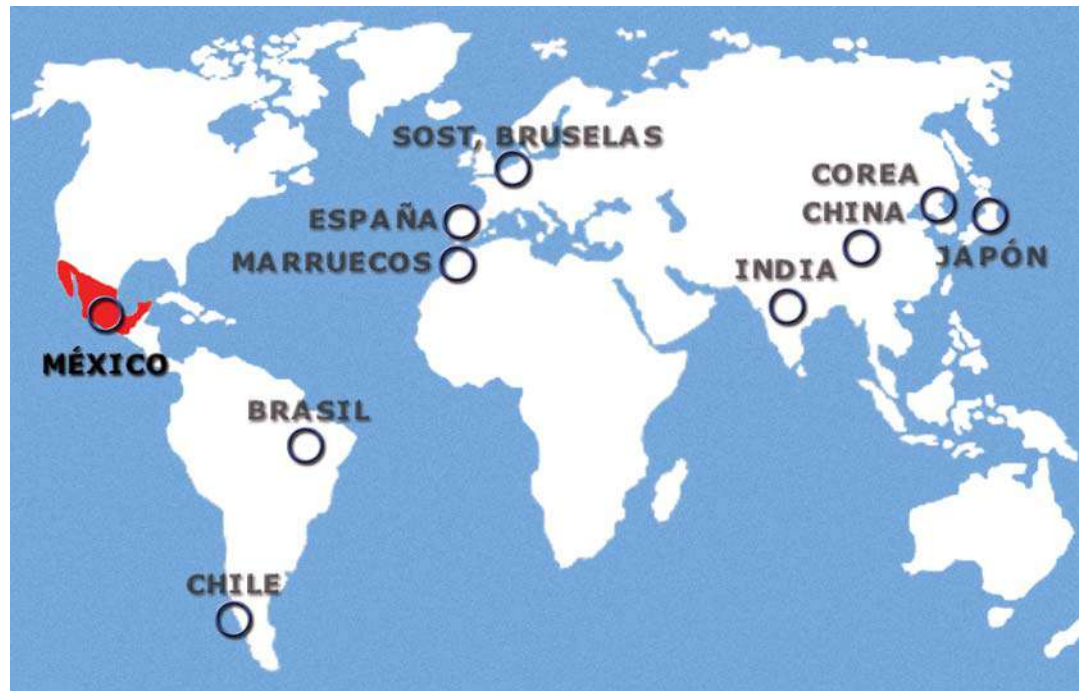 SOST, BRUSELAS
COREA
CHINA
ESPAÑA
MARRUECOS
INDIA
JAPÓN
MÉXICO
BRASIL
CHILE